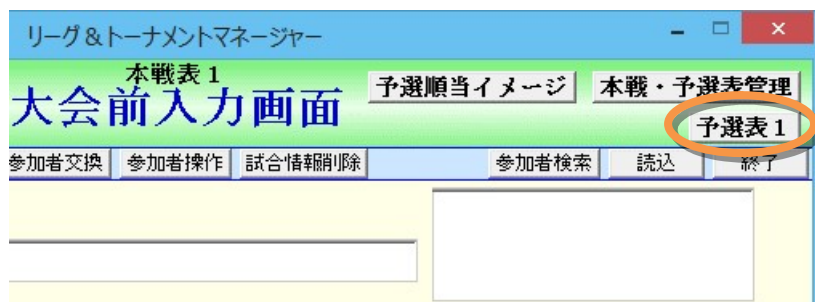 リーグ&トーナメントマネージャー
本戦表1
大会前入力画面
予選順当イメージ 本戦・予選表管理
予選表1
参加者交換 参加者操作 試合情報削除 参加者検索 読込 終了